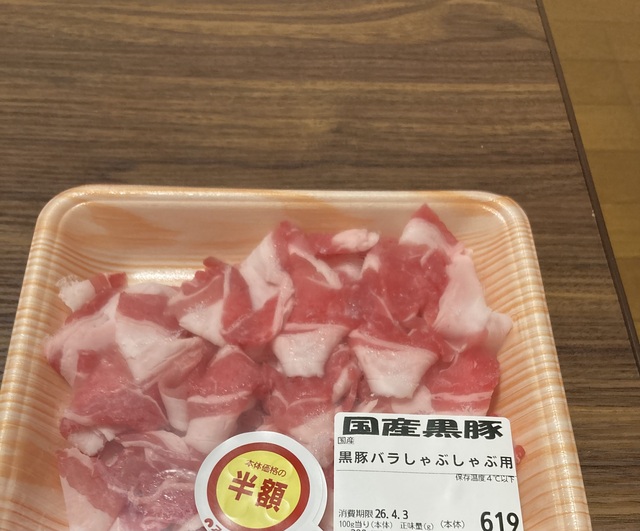 国産黒豚
国産
黒豚バラしゃぶしゃぶ用
保存温度4℃以下
消費期限 26.4.3
100g当り(本体) 正味量(g) (本体) 619
本体価格の
半額